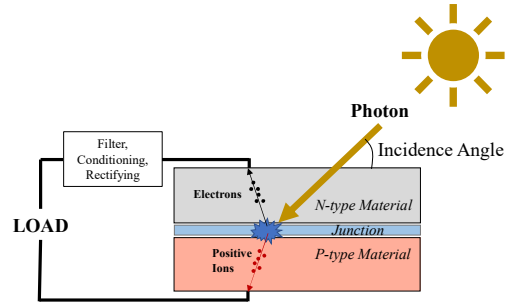 Photon
Incidence Angle
Filter,
Conditioning,
Rectifying
Electrons
N-type Material
LOAD
Junction
Positive
Ions
P-type Material